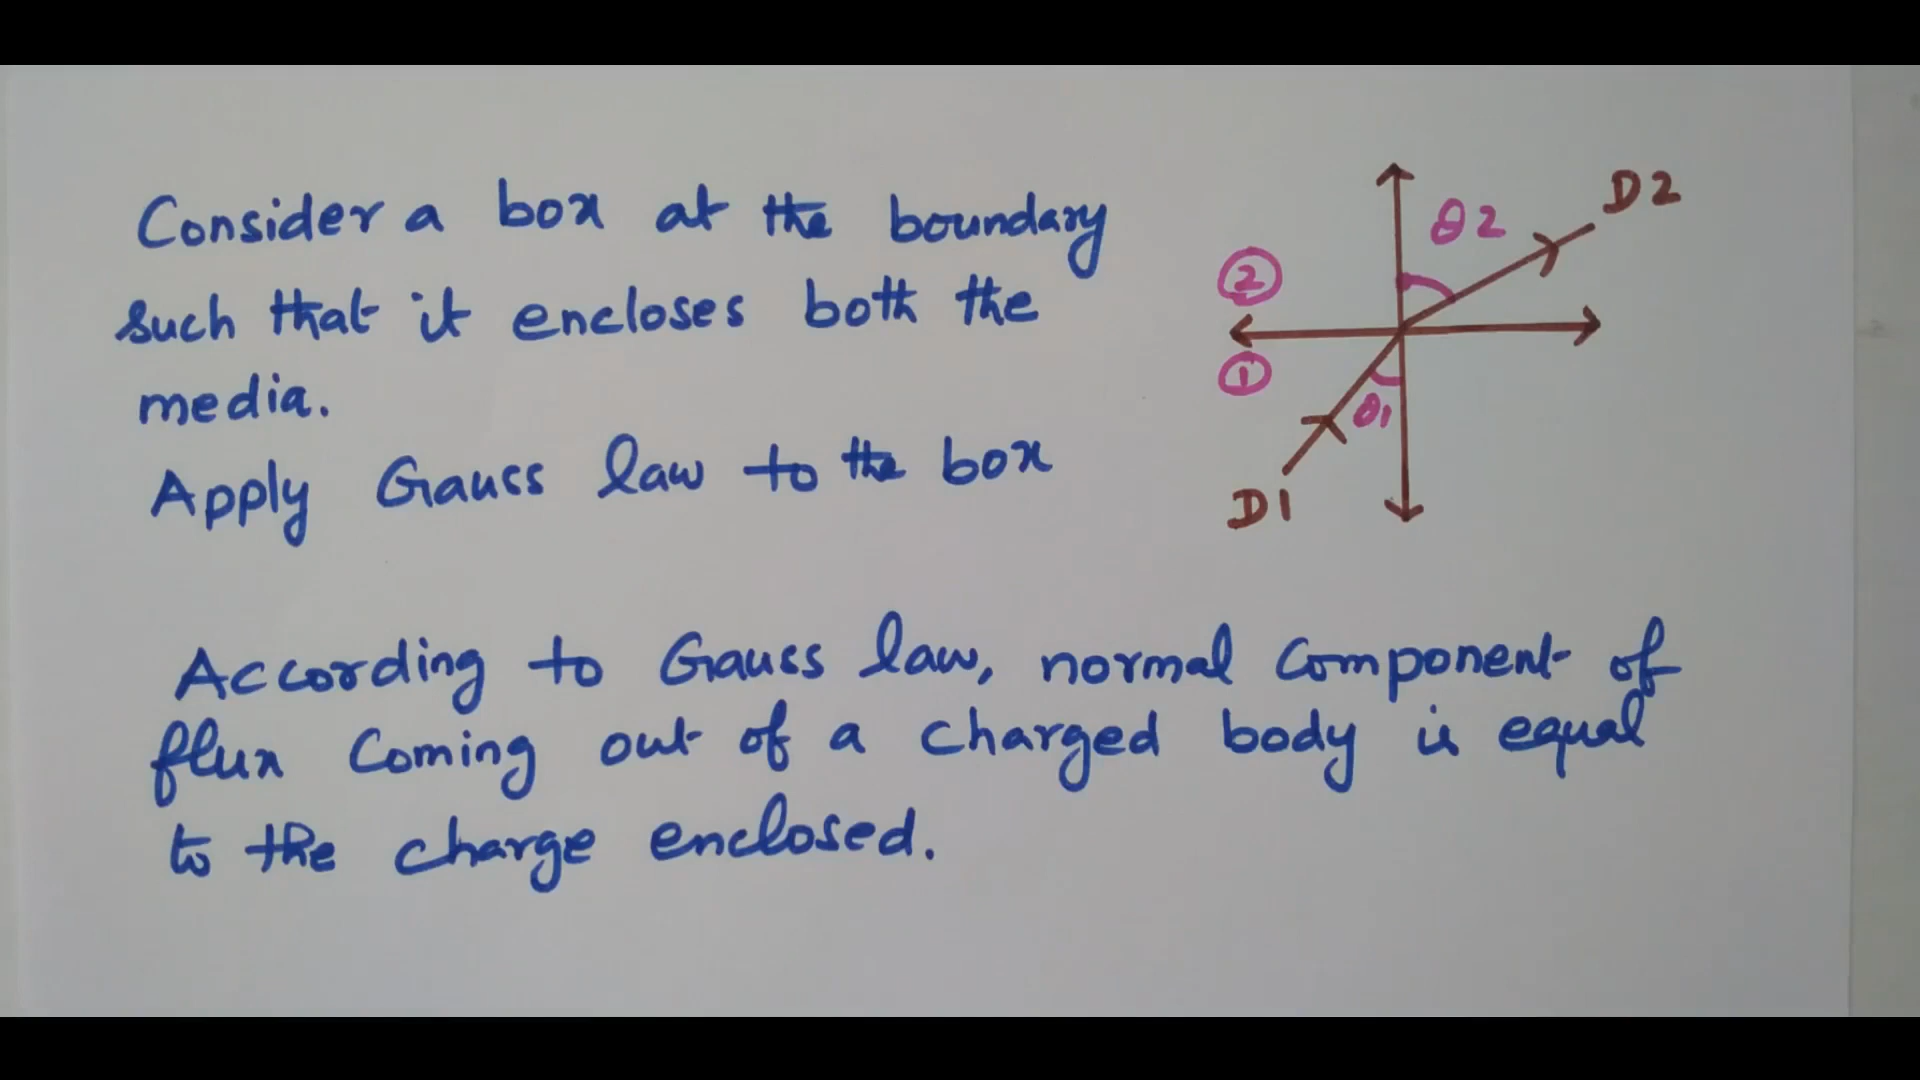 Consider a box at the boundary
such that it encloses both the
media.
Apply Gauss law to the box
D2
θ2
2
1
θ1
D1
According to Gauss law, normal component of
flux coming out of a charged body is equal
to the charge enclosed.